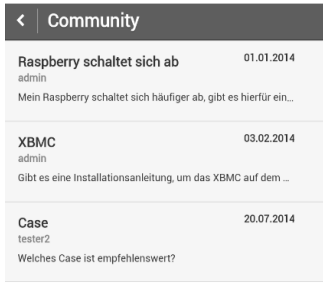 Community
Raspberry schaltet sich ab 01.01.2014
admin
Mein Raspberry schaltet sich häufiger ab, gibt es hierfür ein...
XBMC 03.02.2014
admin
Gibt es eine Installationsanleitung, um das XBMC auf dem ...
Case 20.07.2014
tester2
Welches Case ist empfehlenswert?